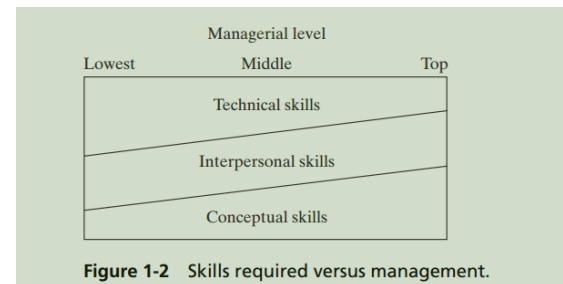 Managerial level
Lowest Middle Top
Technical skills
Interpersonal skills
Conceptual skills
Figure 1-2 Skills required versus management.